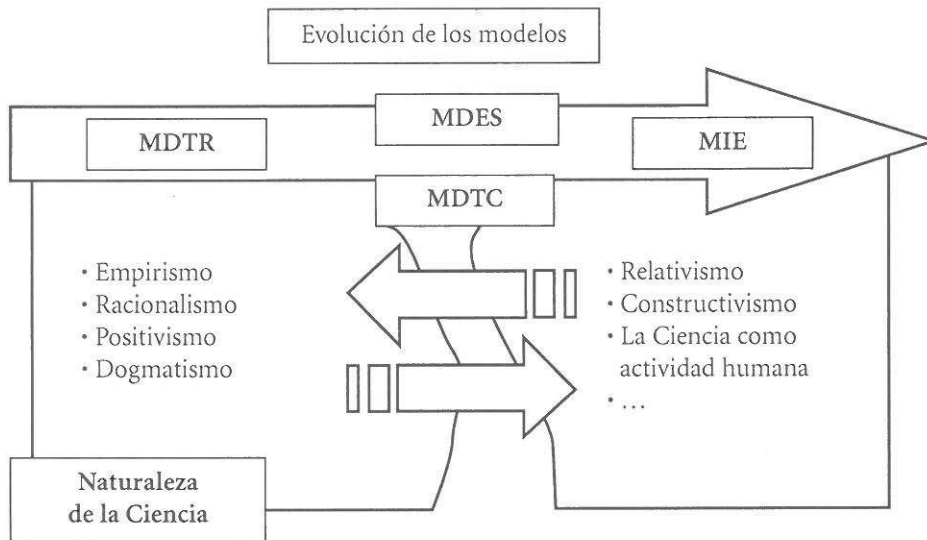 Evolución de los modelos
MDES
MDTR
MIE
MDTC
• Empirismo
• Racionalismo
• Positivismo
• Dogmatismo
• Relativismo
• Constructivismo
• La Ciencia como
actividad humana
• ...
Naturaleza
de la Ciencia